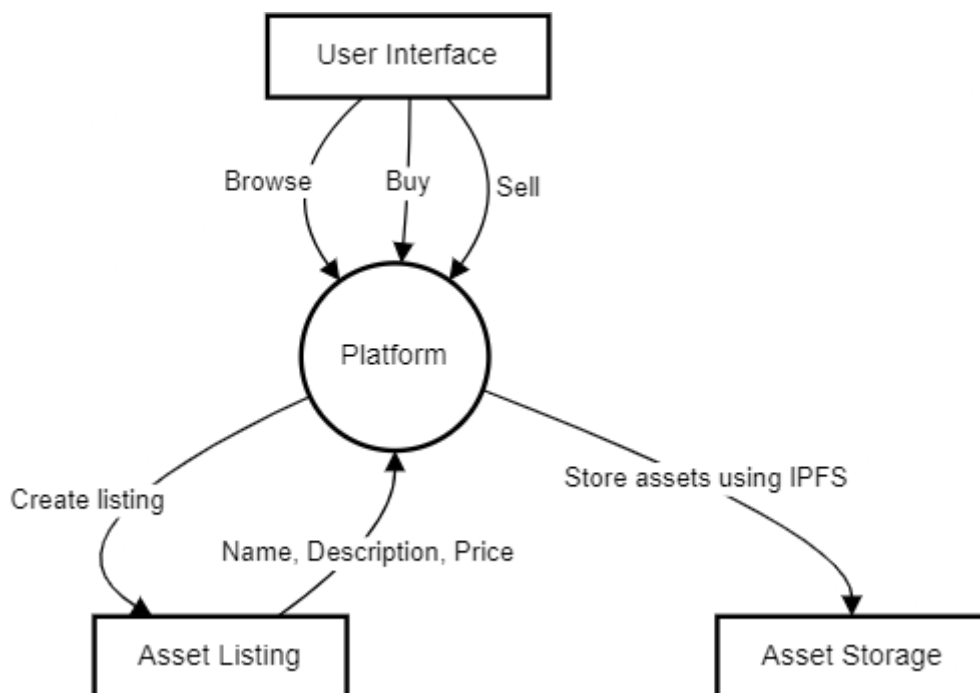 User Interface
Browse
Buy
Sell
Platform
Store assets using IPFS
Create listing
Name, Description, Price
Asset Listing
Asset Storage